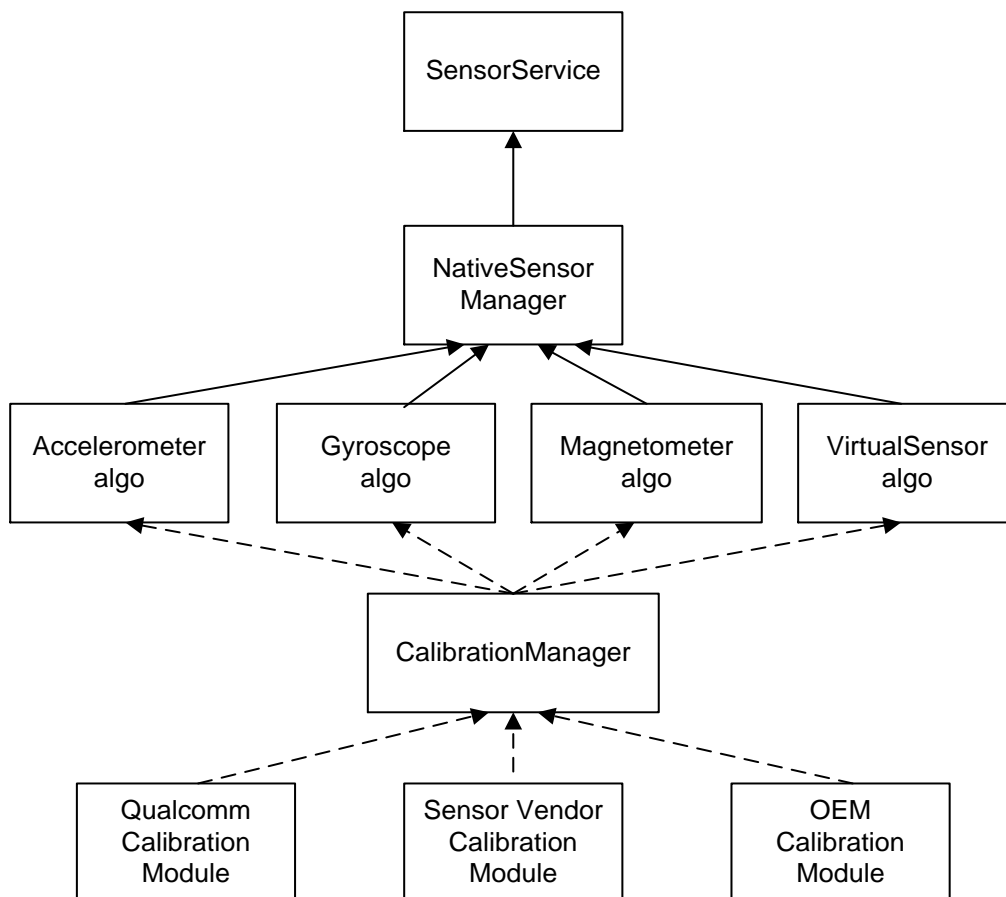 SensorService
NativeSensor
Manager
Accelerometer
algo
Gyroscope
algo
Magnetometer
algo
VirtualSensor
algo
CalibrationManager
Qualcomm
Calibration
Module
Sensor Vendor
Calibration
Module
OEM
Calibration
Module